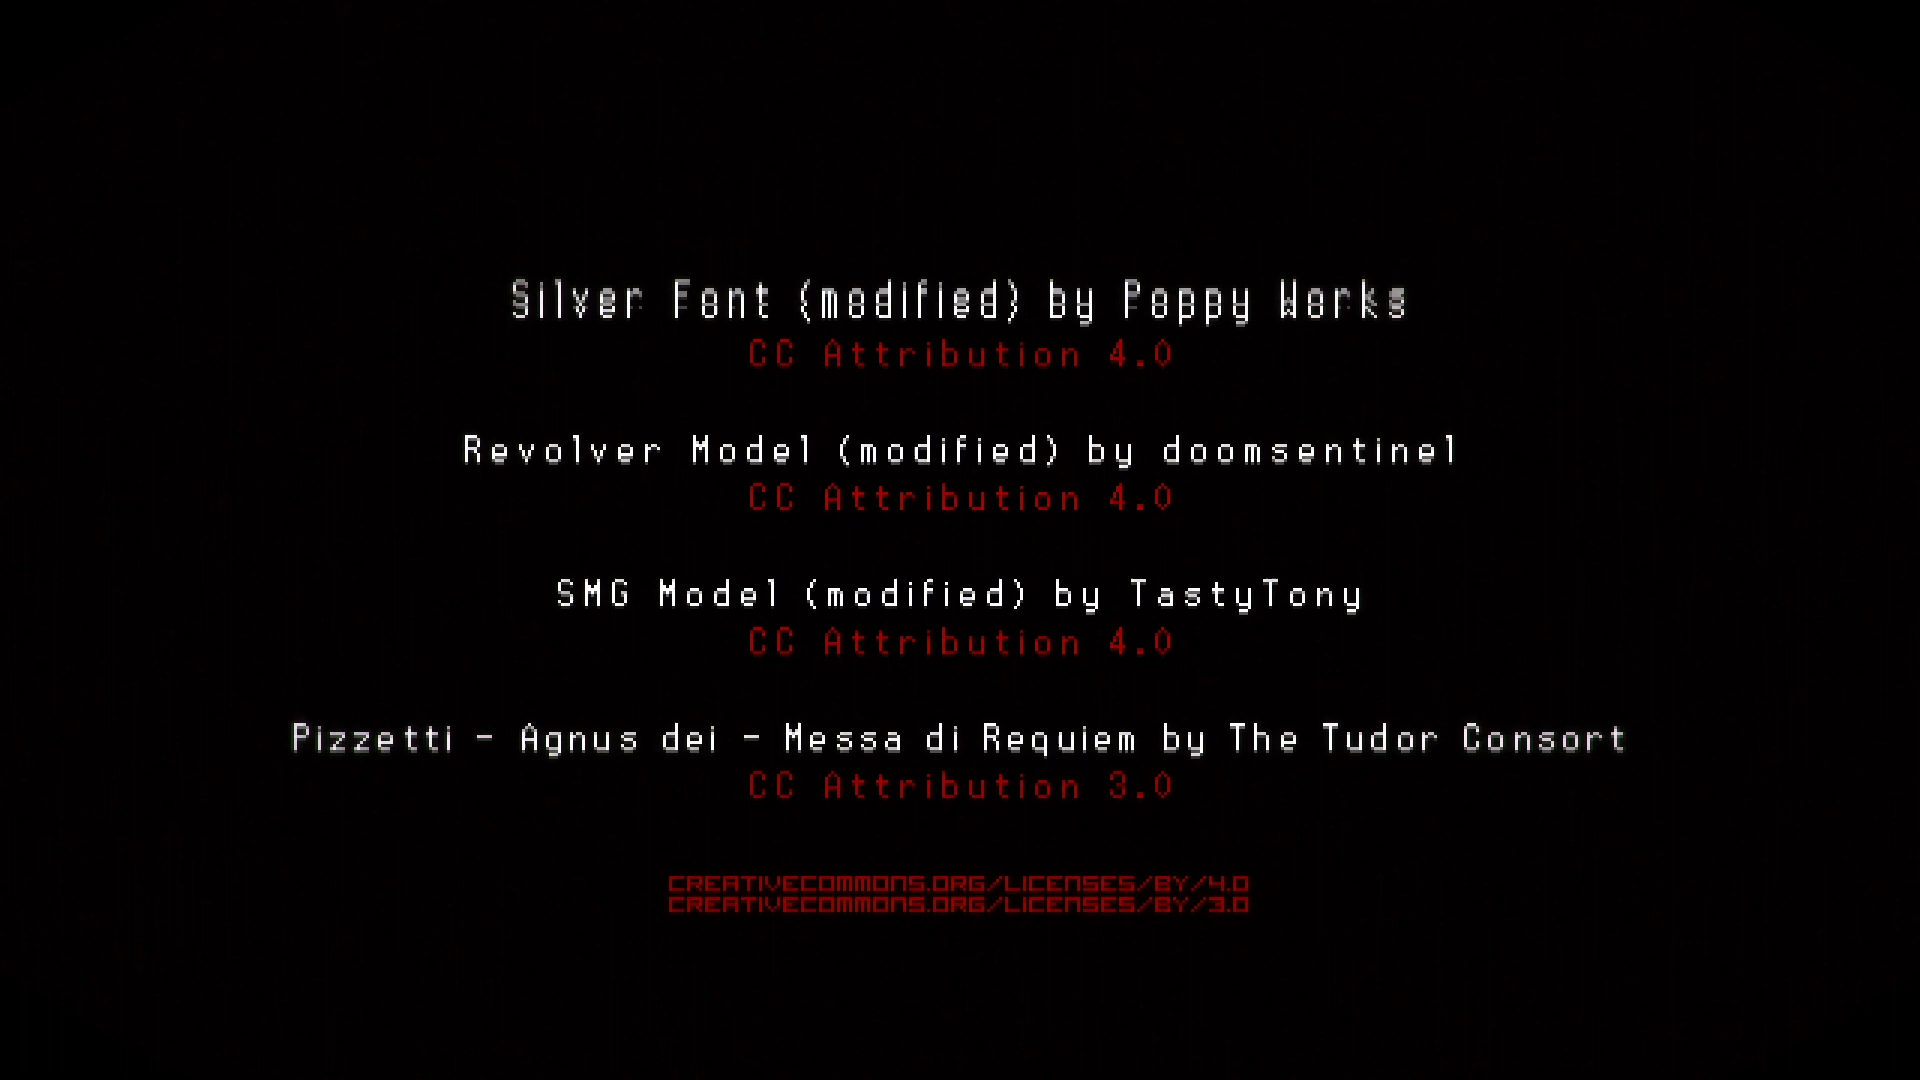 Silver Font (modified) by Poppy Works
CC Attribution 4.0
Revolver Model (modified) by doomsentinel
CC Attribution 4.0
SMG Model (modified) by TastyTony
CC Attribution 4.0
Pizzetti - Agnus dei - Messa di Requiem by The Tudor Consort
CC Attribution 3.0
CREATIVECOMMONS.ORG/LICENSES/BY/4.0
CREATIVECOMMONS.ORG/LICENSES/BY/3.0